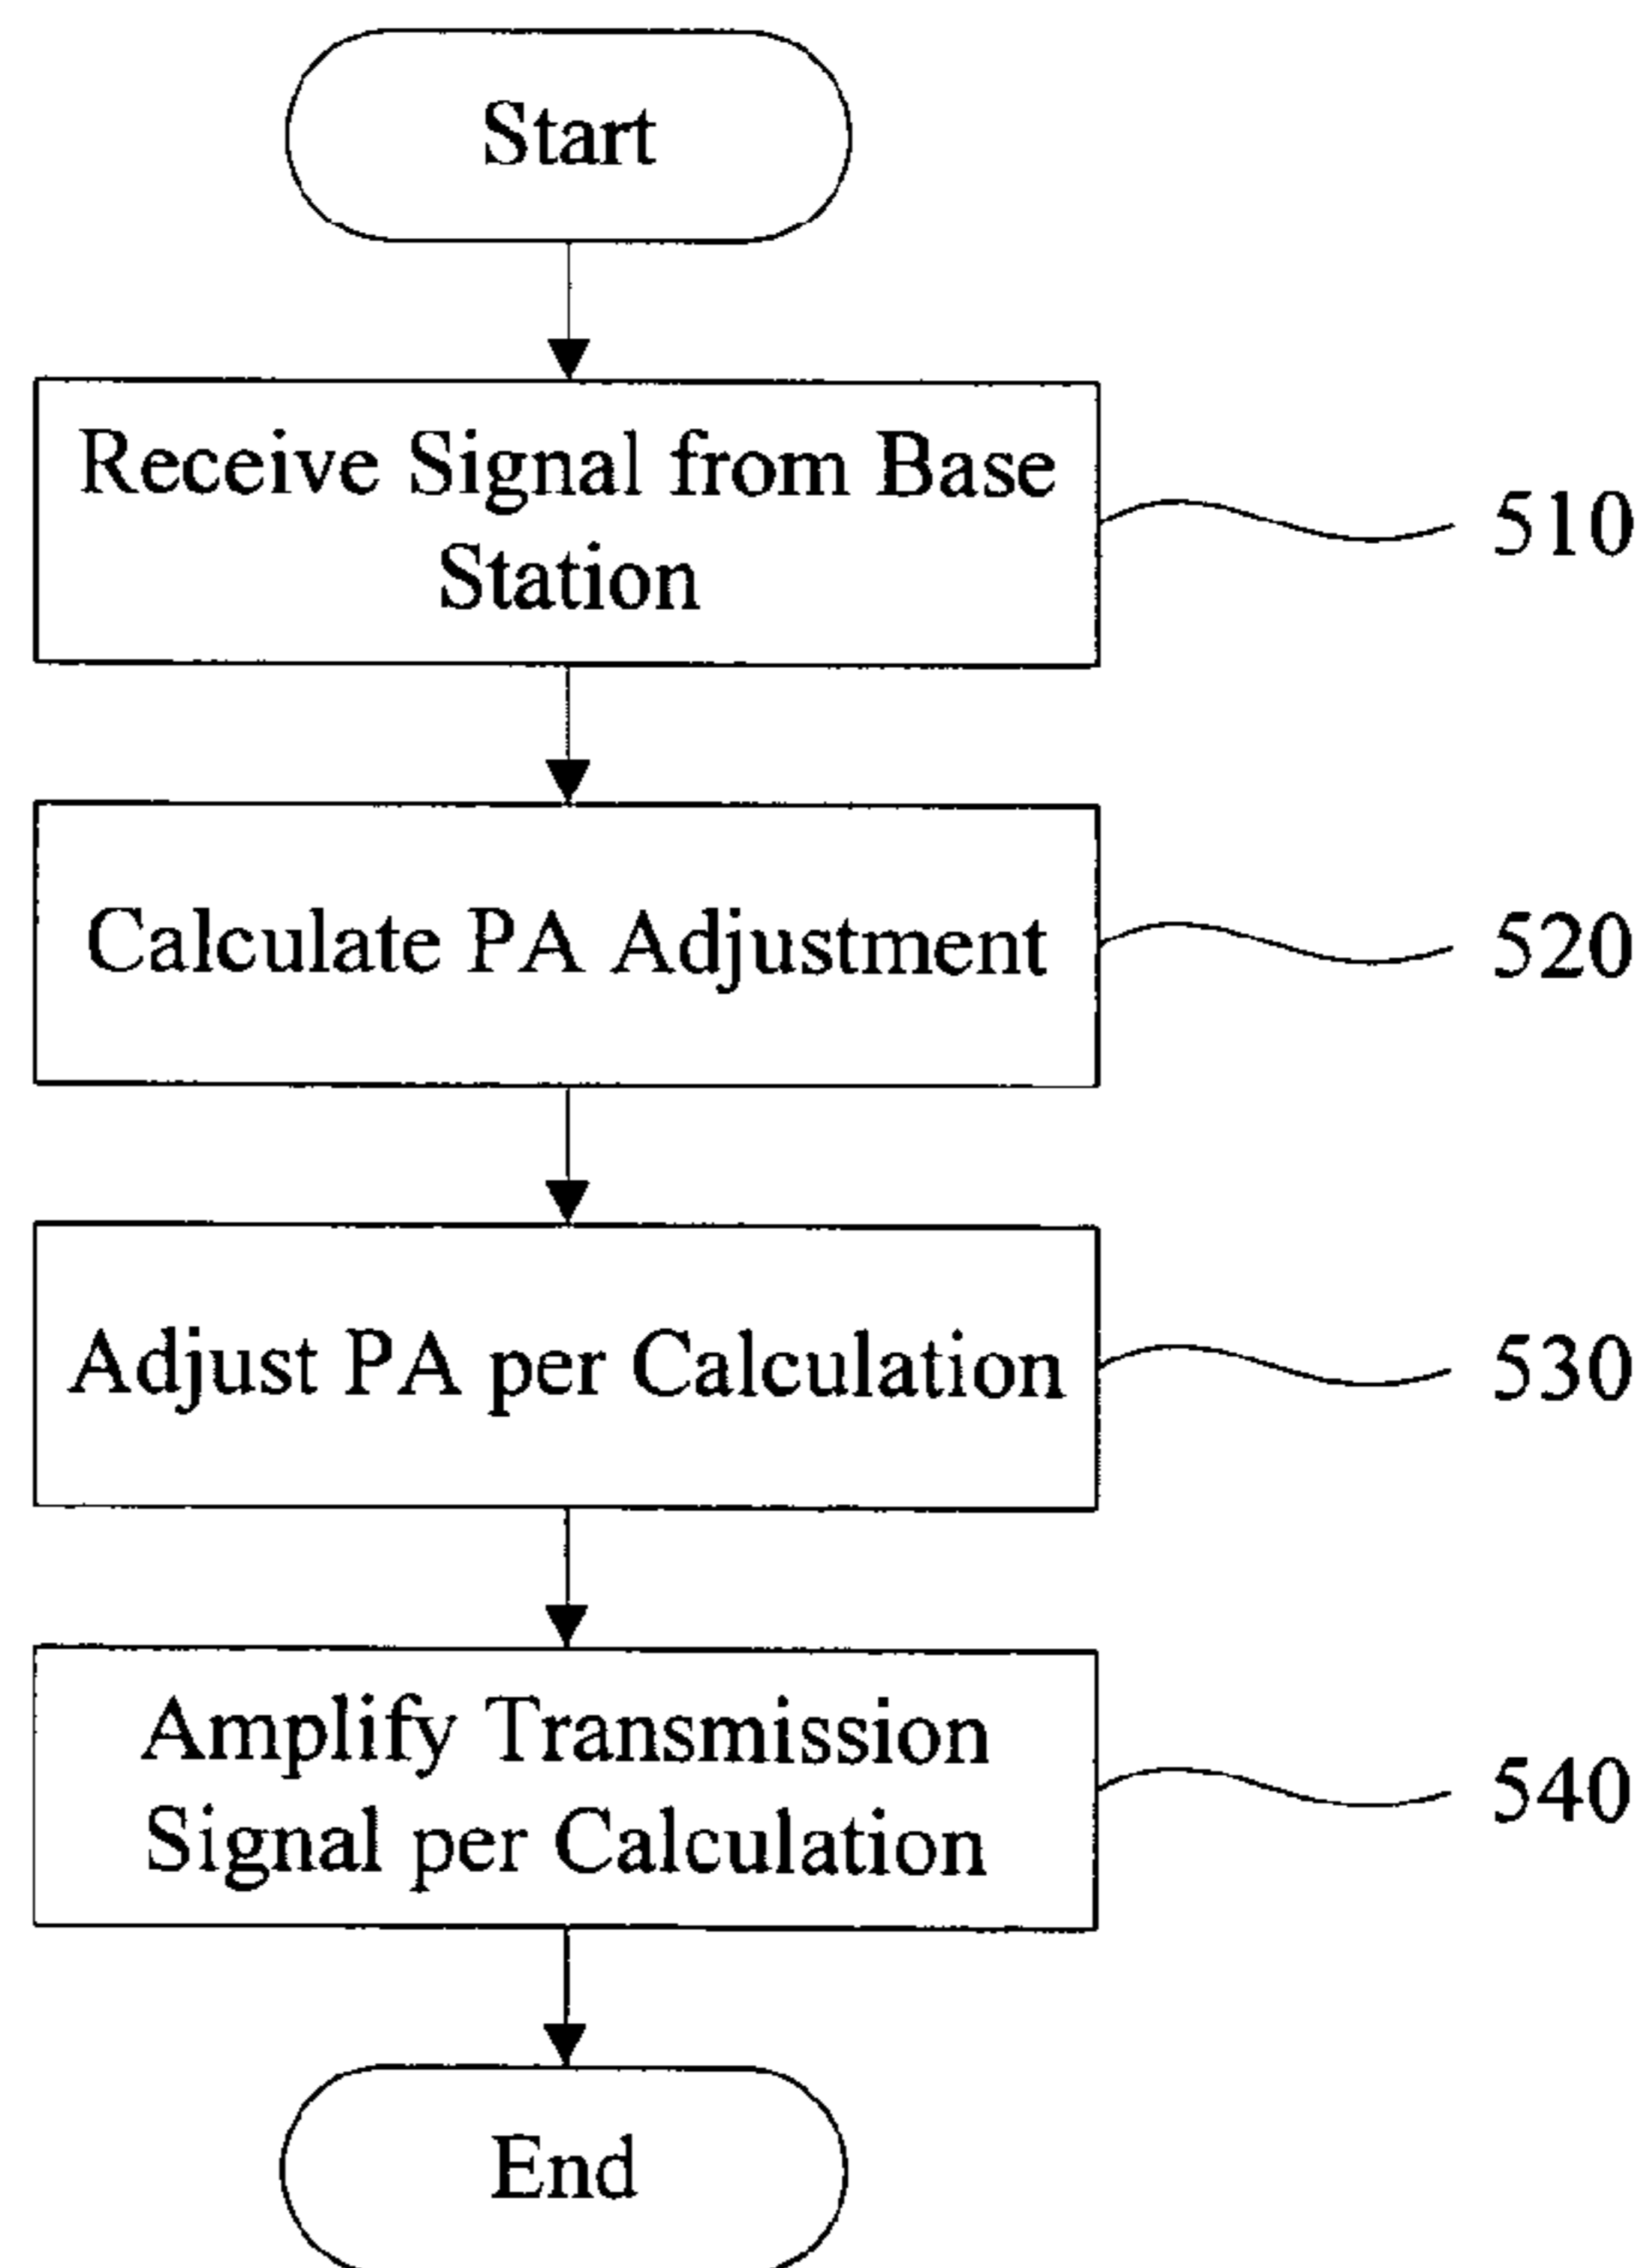 Start
Receive Signal from Base
Station
510
Calculate PA Adjustment
520
Adjust PA per Calculation
530
Amplify Transmission
Signal per Calculation
540
End